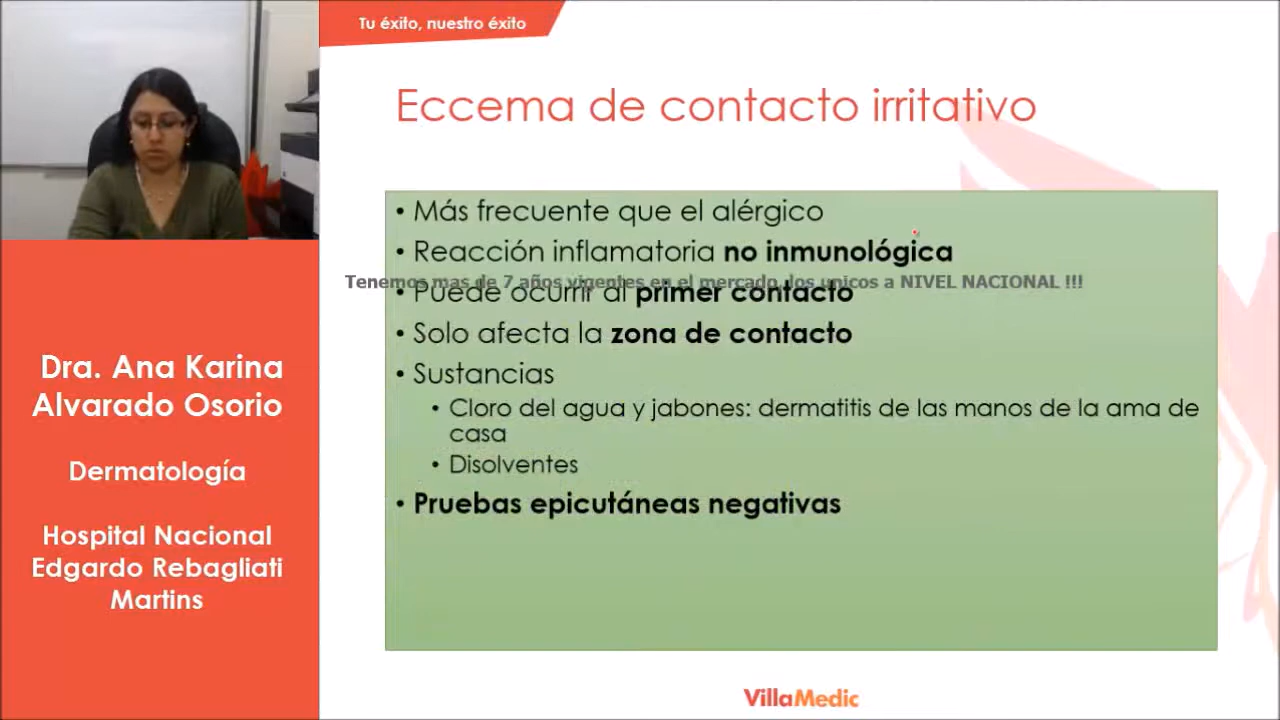 Tu éxito, nuestro éxito
Eccema de contacto irritativo
• Más frecuente que el alérgico
• Reacción inflamatoria no inmunológica
Tenemos mas de 7 años vigentes en el mercado, los unicos a NIVEL NACIONAL !!!
• Puede ocurrir al primer contacto
• Solo afecta la zona de contacto
• Sustancias
• Cloro del agua y jabones: dermatitis de las manos de la ama de
casa
• Disolventes
• Pruebas epicutáneas negativas
Dra. Ana Karina
Alvarado Osorio
Dermatología
Hospital Nacional
Edgardo Rebagliati
Martins
VillaMedic